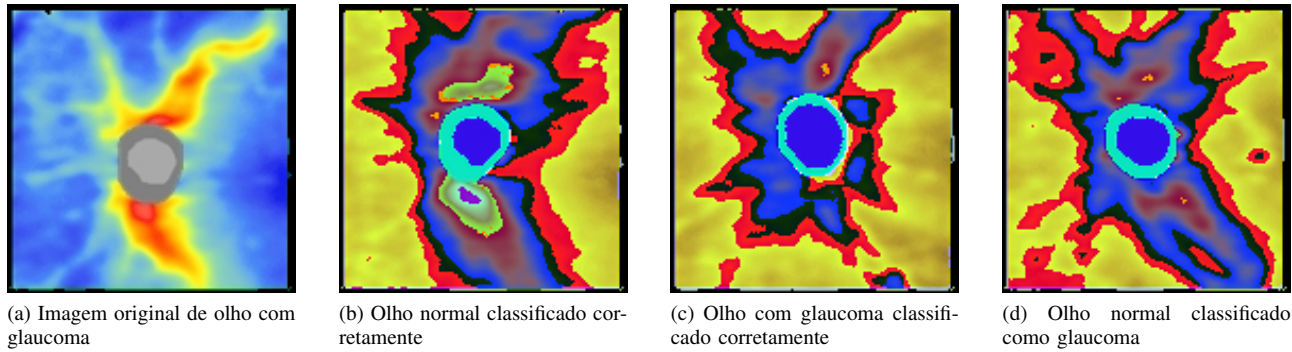 (a) Imagem original de olho com
glaucoma
(b) Olho normal classificado cor-
retamente
(c) Olho com glaucoma classifi-
cado corretamente
(d) Olho normal classificado
como glaucoma